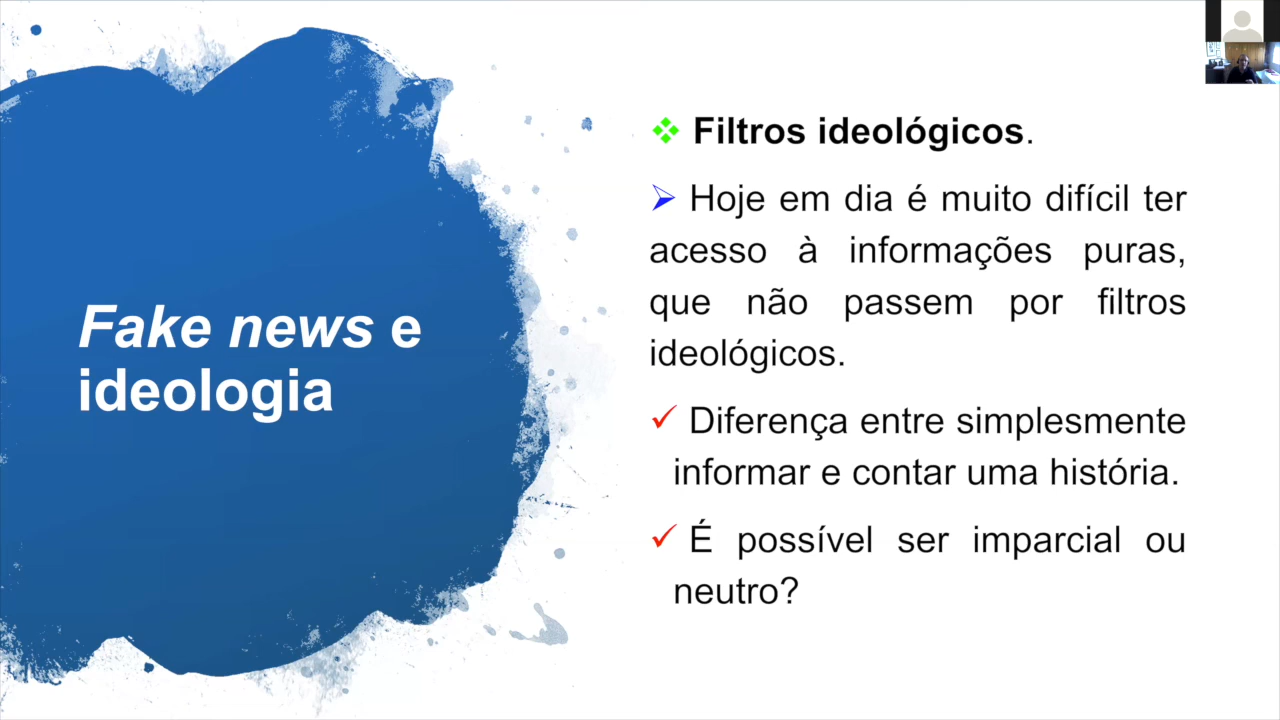 Fake news e
ideologia
Filtros ideológicos.
Hoje em dia é muito difícil ter
acesso à informações puras,
que não passem por filtros
ideológicos.
Diferença entre simplesmente
informar e contar uma história.
É possível ser imparcial ou
neutro?